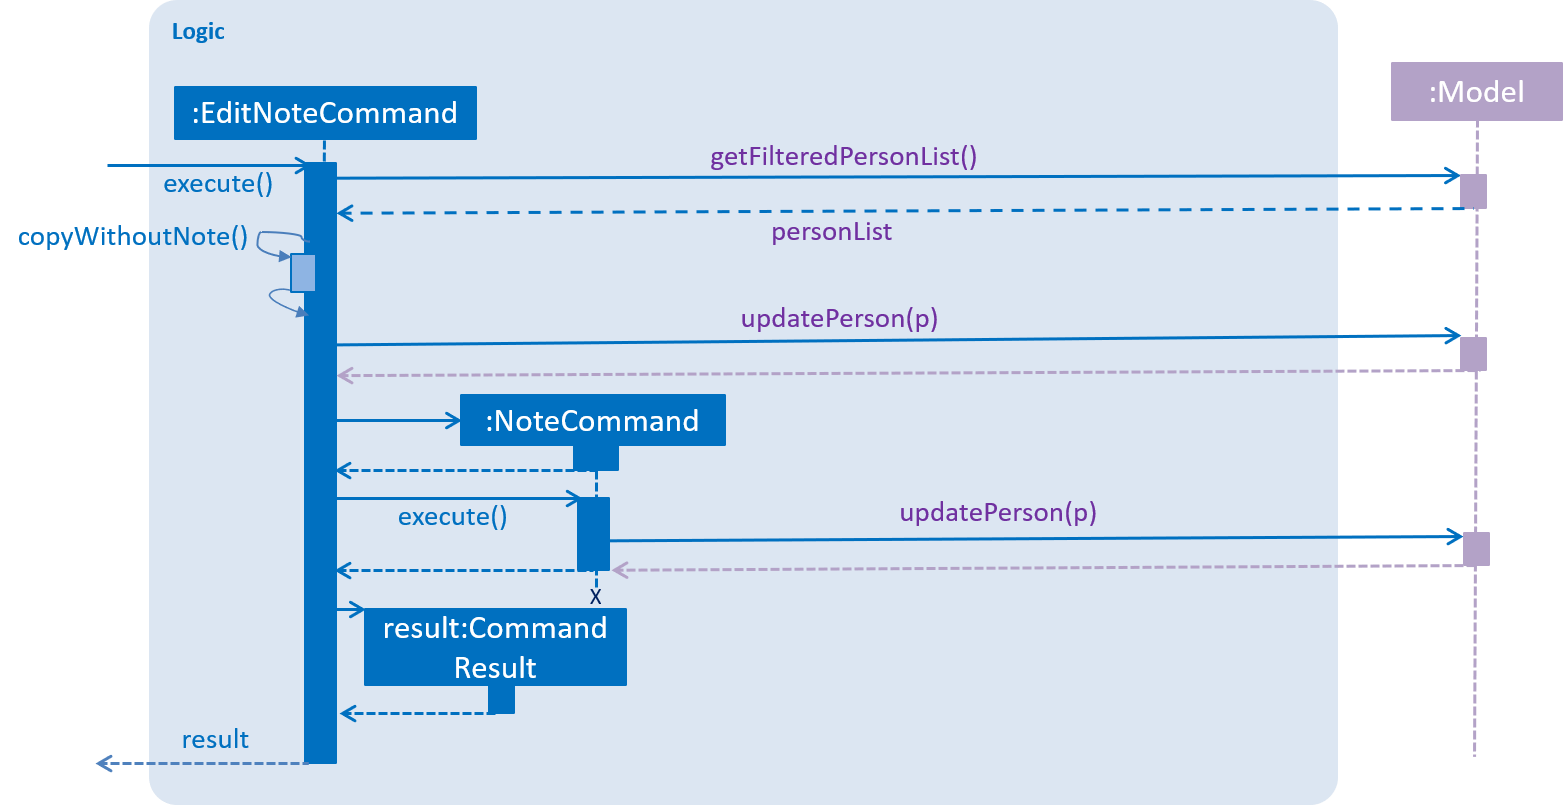 Logic
:EditNoteCommand
:Model
getFilteredPersonList()
execute()
personList
copyWithoutNote()
updatePerson(p)
:NoteCommand
execute()
updatePerson(p)
X
result:Command
Result
result